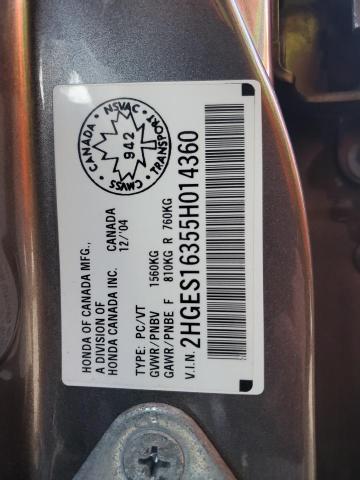 HONDA OF CANADA MFG.,
A DIVISION OF
HONDA CANADA INC. CANADA
12/'04
TYPE: PC/VT
GVWR/PNBV 1560KG
GAWR/PNBE F 810KG R 760KG
V.I.N. 2HGES16355H014360
CANADA
NSVAC
942
TRANSPORT
CMVSS